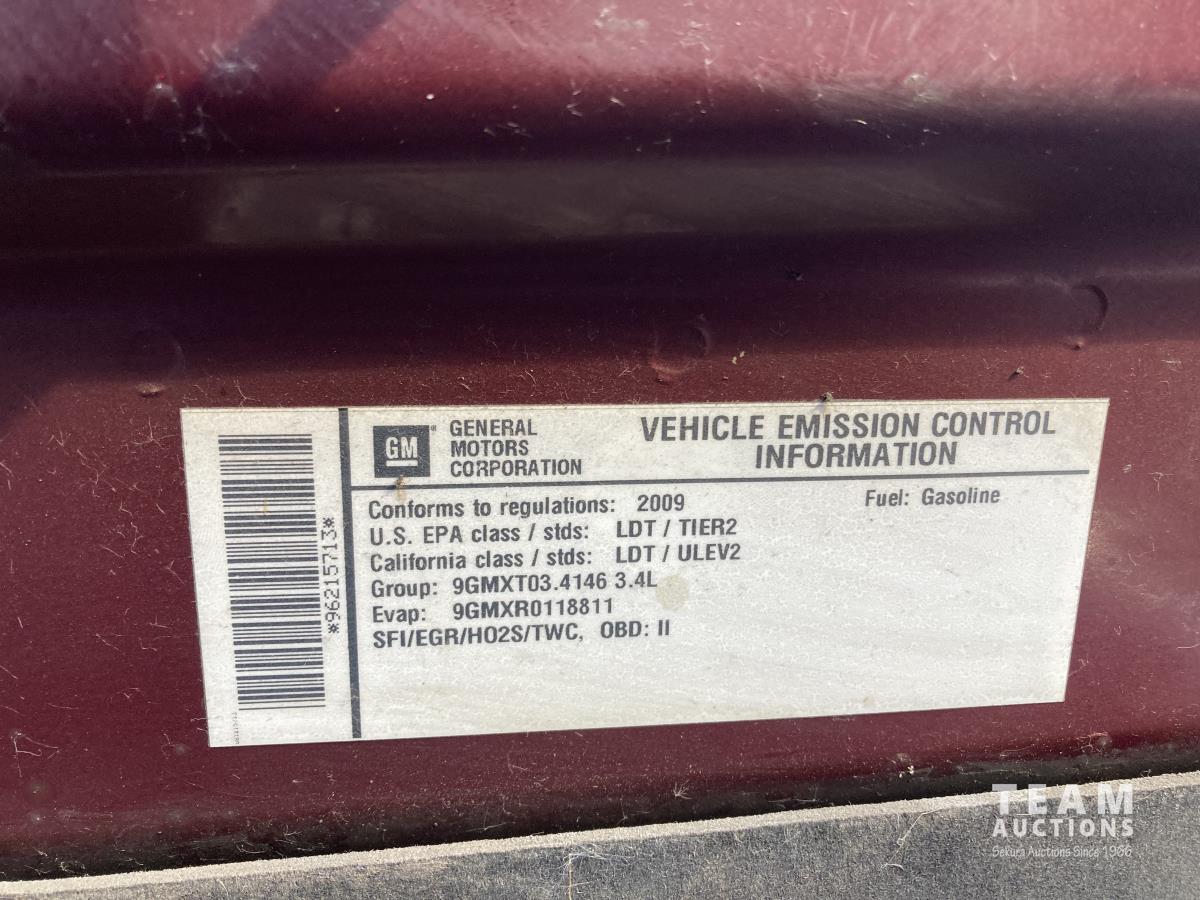 GM
GENERAL
MOTORS
CORPORATION
VEHICLE EMISSION CONTROL
INFORMATION
Conforms to regulations: 2009
Fuel: Gasoline
U.S. EPA class / stds: LDT / TIER2
California class / stds: LDT / ULEV2
Group: 9GMXT03.4146 3.4L
Evap: 9GMXR0118811
SFI/EGR/HO2S/TWC, OBD: II
*96215713*
TEAM
AUCTIONS
Sekura Auctions Since 1966